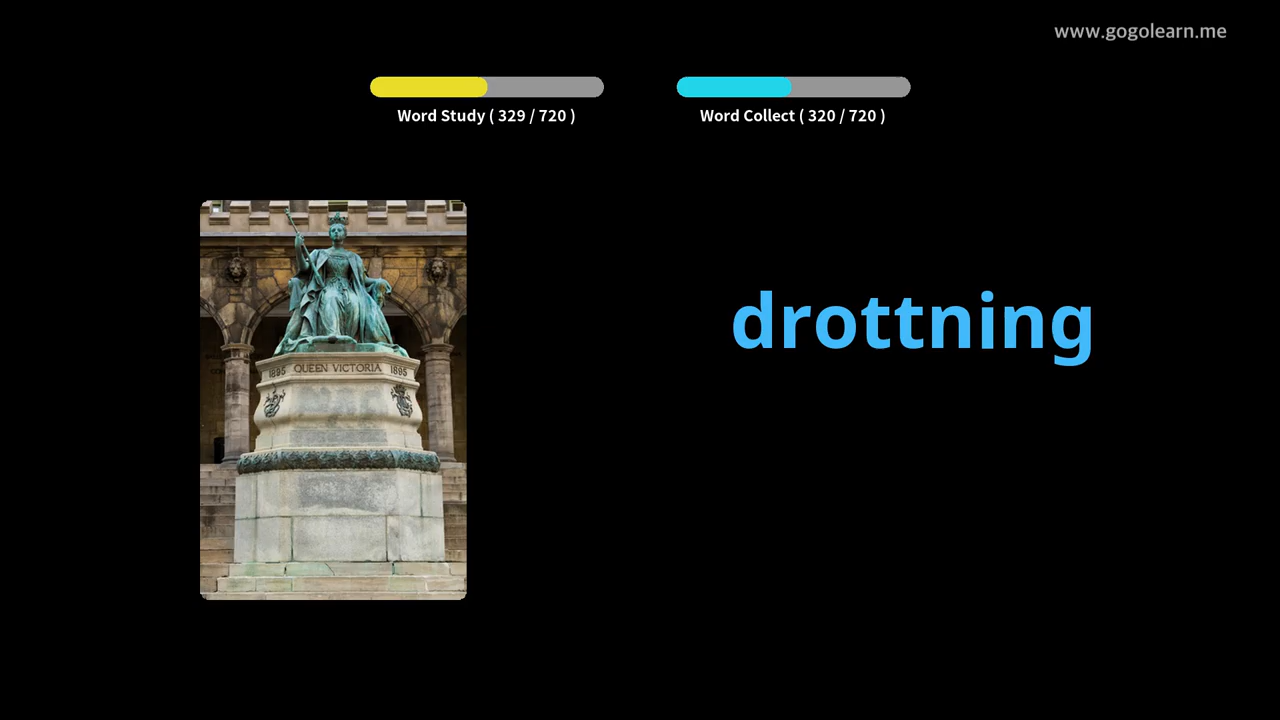 www.gogolearn.me
Word Study ( 329 / 720 )
Word Collect ( 320 / 720 )
drottning
1895 QUEEN VICTORIA 1895